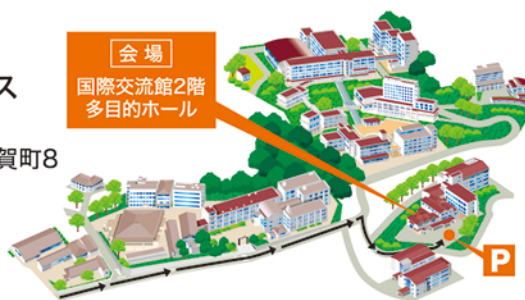 会場
国際交流館2階
多目的ホール
ス
賀町8
P